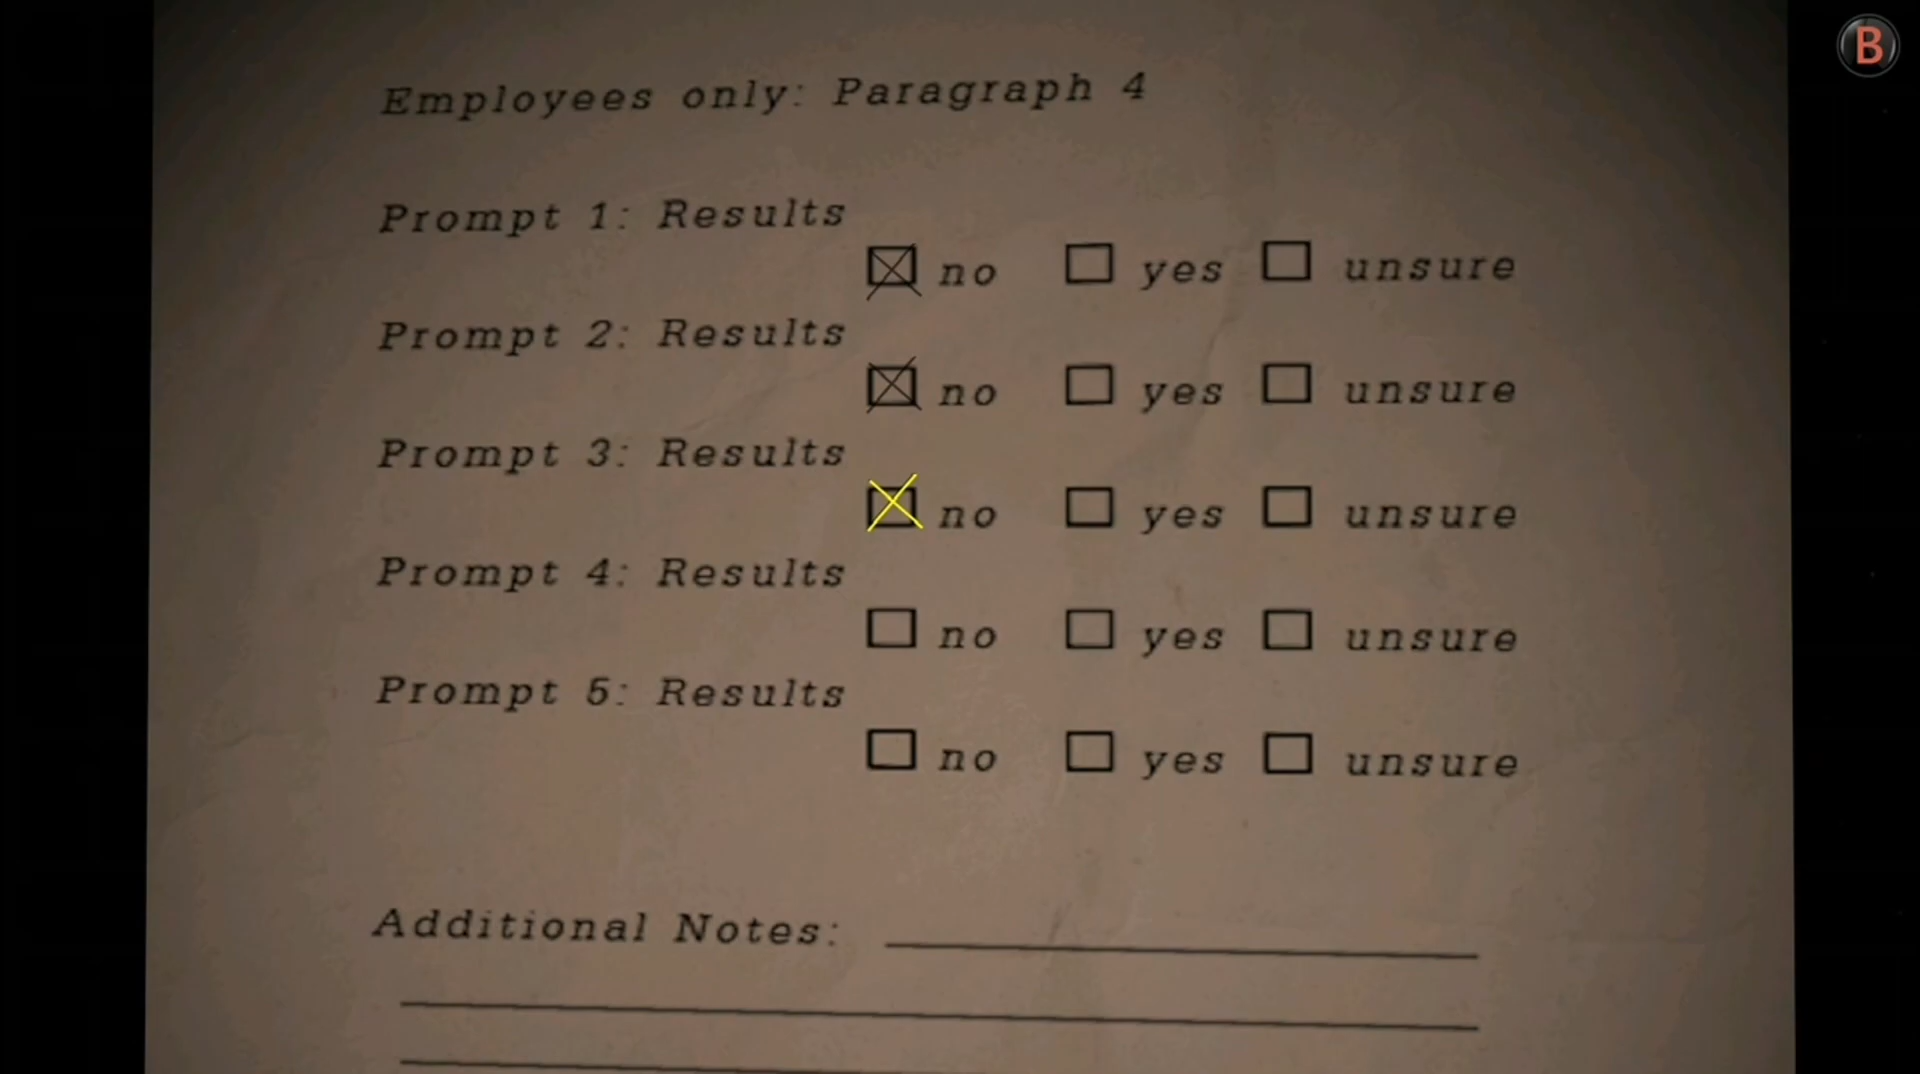 B
Employees only: Paragraph 4
Prompt 1: Results
no yes unsure
Prompt 2: Results
no yes unsure
Prompt 3: Results
no yes unsure
Prompt 4: Results
no yes unsure
Prompt 5: Results
no yes unsure
Additional Notes: